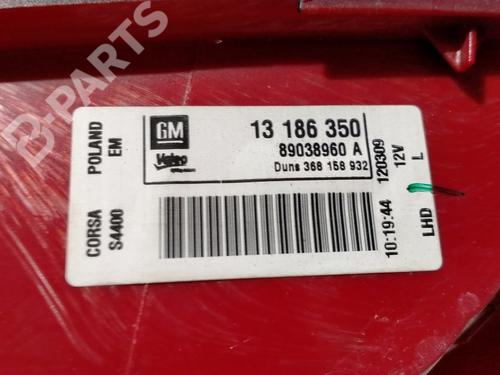 B-PARTS
GM
Valeo
13 186 350
89038960 A
Duns 368 158 932
CORSA POLAND
S4400 EM
10:19:44 120309
12V
LHD L